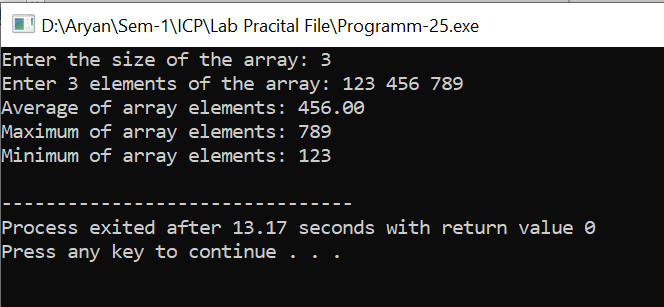 D:\Aryan\Sem-1\ICP\Lab Pracital File\Programm-25.exe
Enter the size of the array: 3
Enter 3 elements of the array: 123 456 789
Average of array elements: 456.00
Maximum of array elements: 789
Minimum of array elements: 123
--------------------------------
Process exited after 13.17 seconds with return value 0
Press any key to continue . . .